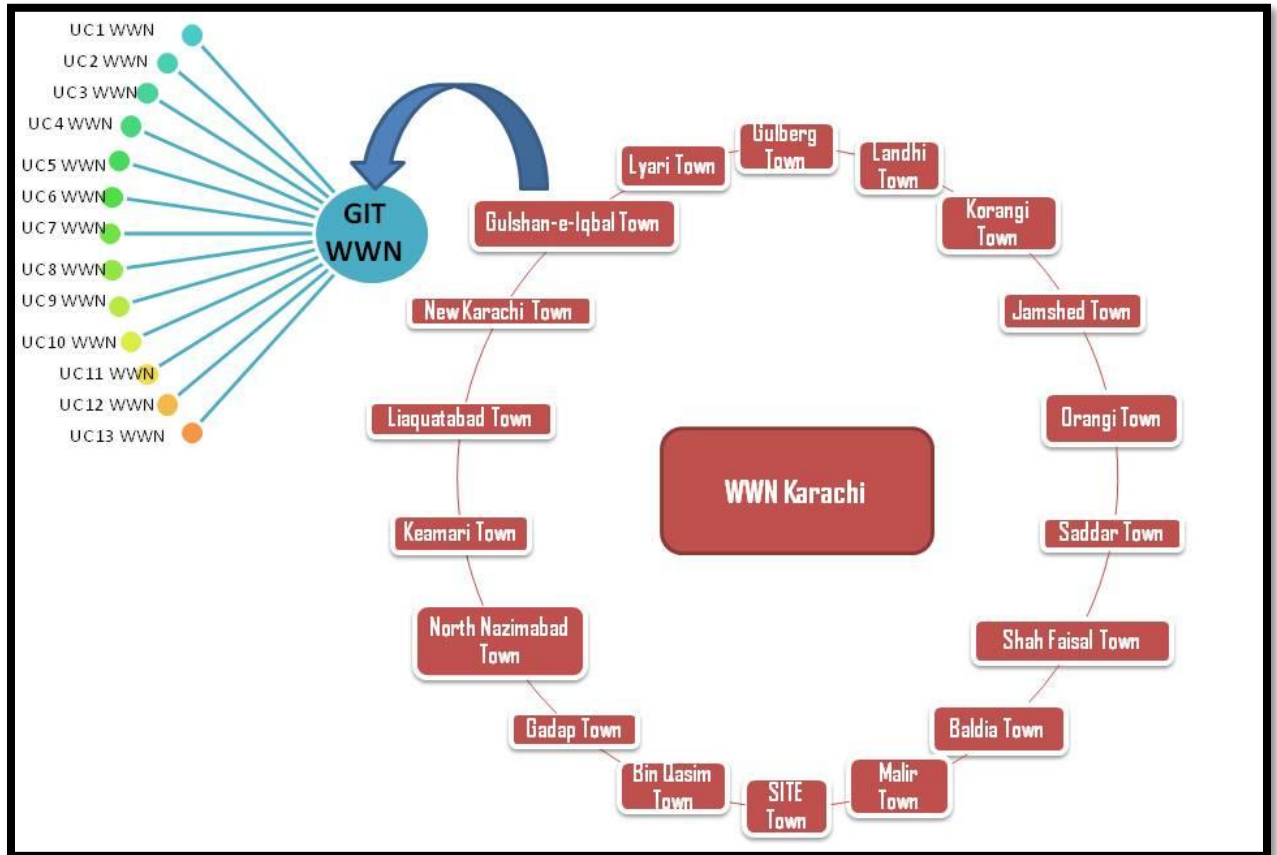 UC1 WWN
UC2 WWN
UC3 WWN
UC4 WWN
UC5 WWN
UC6 WWN
UC7 WWN
UC8 WWN
UC9 WWN
UC10 WWN
UC11 WWN
UC12 WWN
UC13 WWN
GIT
WWN
Gulshan-e-Iqbal Town
Lyari Town
Gulberg
Town
Landhi
Town
Korangi
Town
Jamshed Town
Orangi Town
Saddar Town
Shah Faisal Town
Baldia Town
Malir
Town
SITE
Town
Bin Qasim
Town
Gadap Town
North Nazimabad
Town
Keamari Town
Liaquatabad Town
New Karachi Town
WWN Karachi